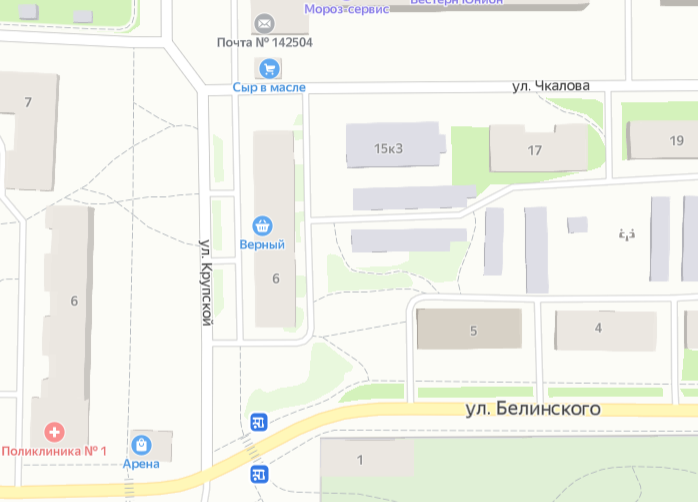 Вестерн Юнион
Мороз-сервис
Почта № 142504
Сыр в масле
ул. Чкалова
7
15к3
17
19
Верный
ул. Крупской
6
6
5
4
ул. Белинского
Поликлиника № 1
Арена
1